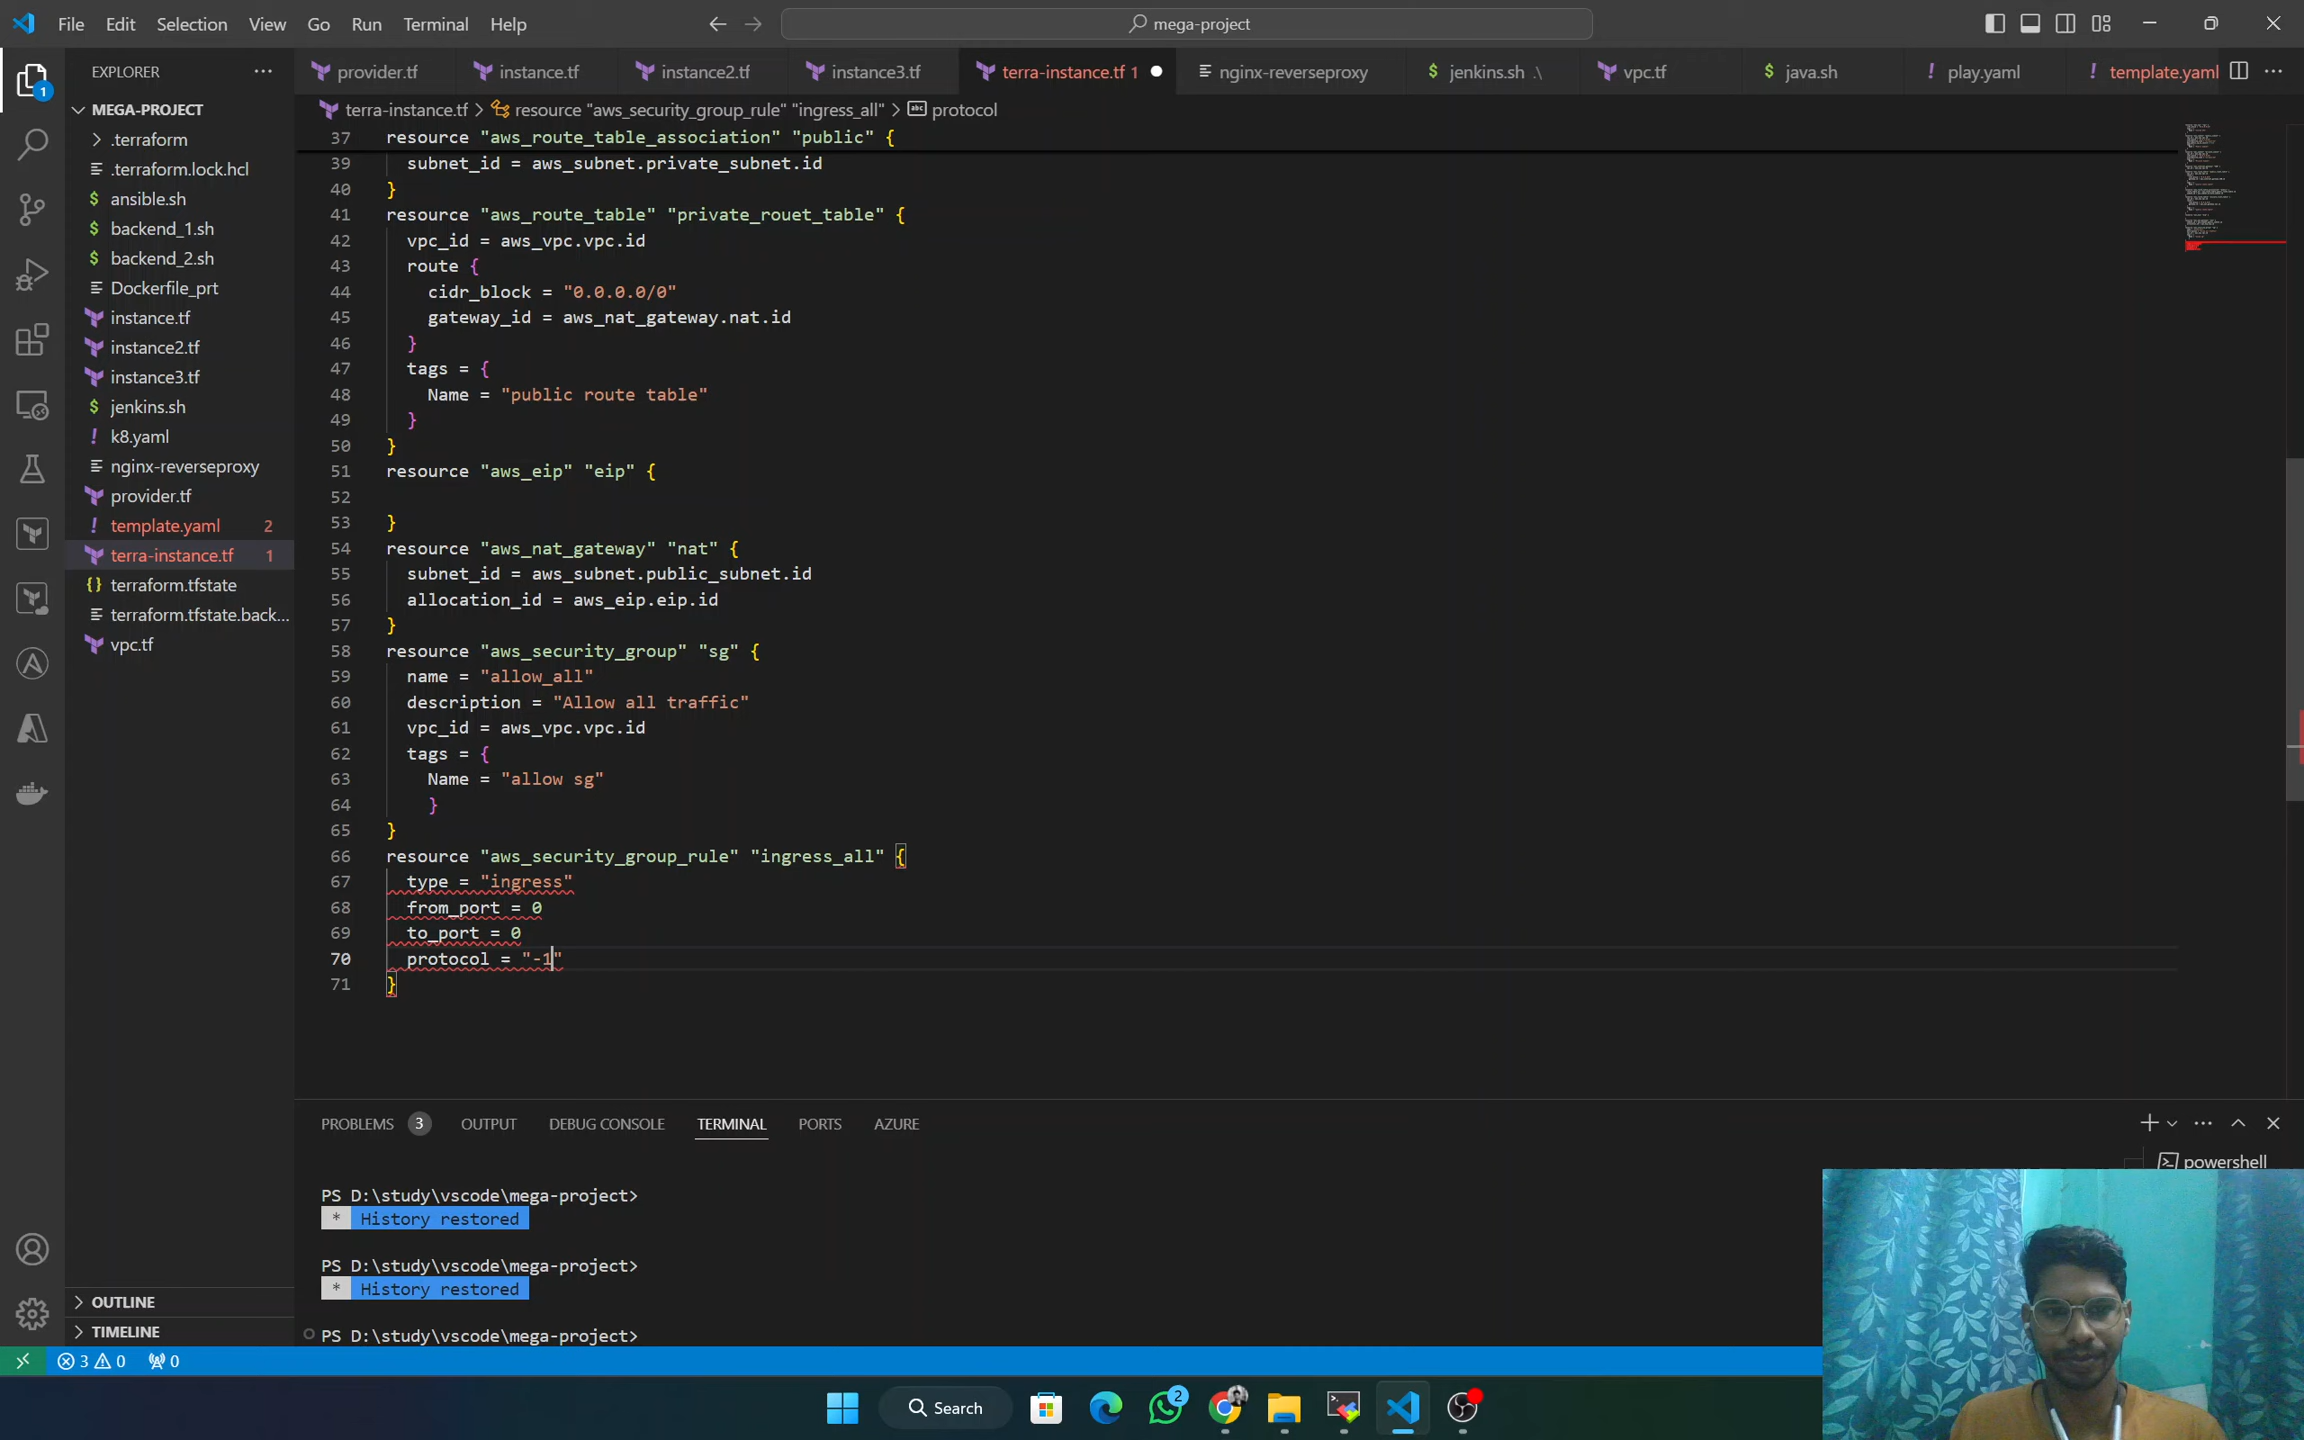 File Edit Selection View Go Run Terminal Help
mega-project
EXPLORER
provider.tf
instance.tf
instance2.tf
instance3.tf
terra-instance.tf 1
nginx-reverseproxy
jenkins.sh .\
vpc.tf
java.sh
play.yaml
template.yaml
1
MEGA-PROJECT
.terraform
.terraform.lock.hcl
ansible.sh
backend_1.sh
backend_2.sh
Dockerfile_prt
instance.tf
instance2.tf
instance3.tf
jenkins.sh
k8.yaml
nginx-reverseproxy
provider.tf
template.yaml 2
terra-instance.tf 1
terraform.tfstate
terraform.tfstate.back...
vpc.tf
OUTLINE
TIMELINE
terra-instance.tf > resource "aws_security_group_rule" "ingress_all" > protocol
37 resource "aws_route_table_association" "public" {
39 subnet_id = aws_subnet.private_subnet.id
40 }
41 resource "aws_route_table" "private_rouet_table" {
42 vpc_id = aws_vpc.vpc.id
43 route {
44 cidr_block = "0.0.0.0/0"
45 gateway_id = aws_nat_gateway.nat.id
46 }
47 tags = {
48 Name = "public route table"
49 }
50 }
51 resource "aws_eip" "eip" {
52
53 }
54 resource "aws_nat_gateway" "nat" {
55 subnet_id = aws_subnet.public_subnet.id
56 allocation_id = aws_eip.eip.id
57 }
58 resource "aws_security_group" "sg" {
59 name = "allow_all"
60 description = "Allow all traffic"
61 vpc_id = aws_vpc.vpc.id
62 tags = {
63 Name = "allow sg"
64 }
65 }
66 resource "aws_security_group_rule" "ingress_all" {
67 type = "ingress"
68 from_port = 0
69 to_port = 0
70 protocol = "-1"
71 }
PROBLEMS 3 OUTPUT DEBUG CONSOLE TERMINAL PORTS AZURE
powershell
PS D:\study\vscode\mega-project>
* History restored
PS D:\study\vscode\mega-project>
* History restored
PS D:\study\vscode\mega-project>
3 0 0
Search
2